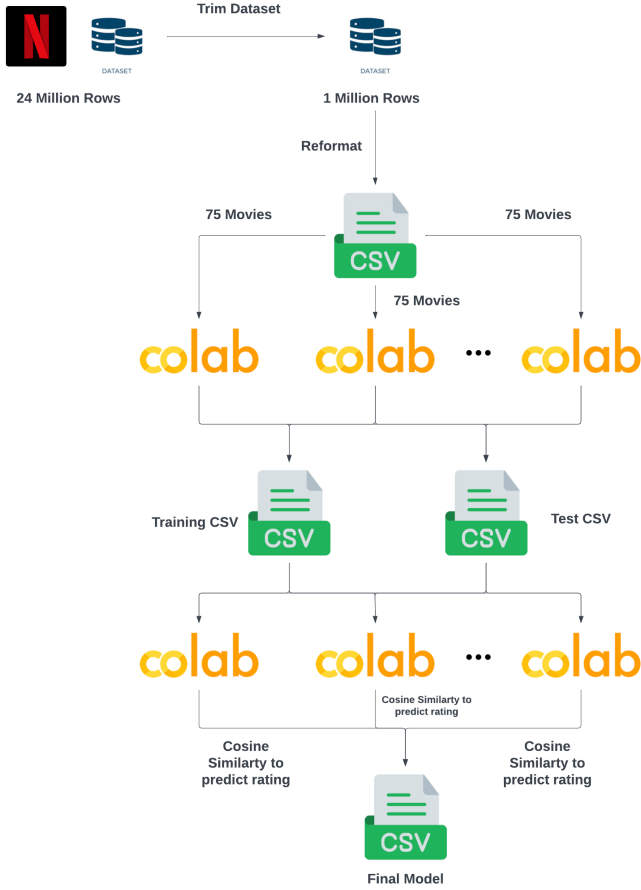 N
Trim Dataset
DATASET
DATASET
24 Million Rows
1 Million Rows
Reformat
75 Movies
75 Movies
CSV
75 Movies
colab
colab
...
colab
Training CSV
CSV
CSV
Test CSV
colab
colab
...
colab
Cosine Similarty to
predict rating
Cosine
Similarty to
predict rating
Cosine
Similarty to
predict rating
CSV
Final Model